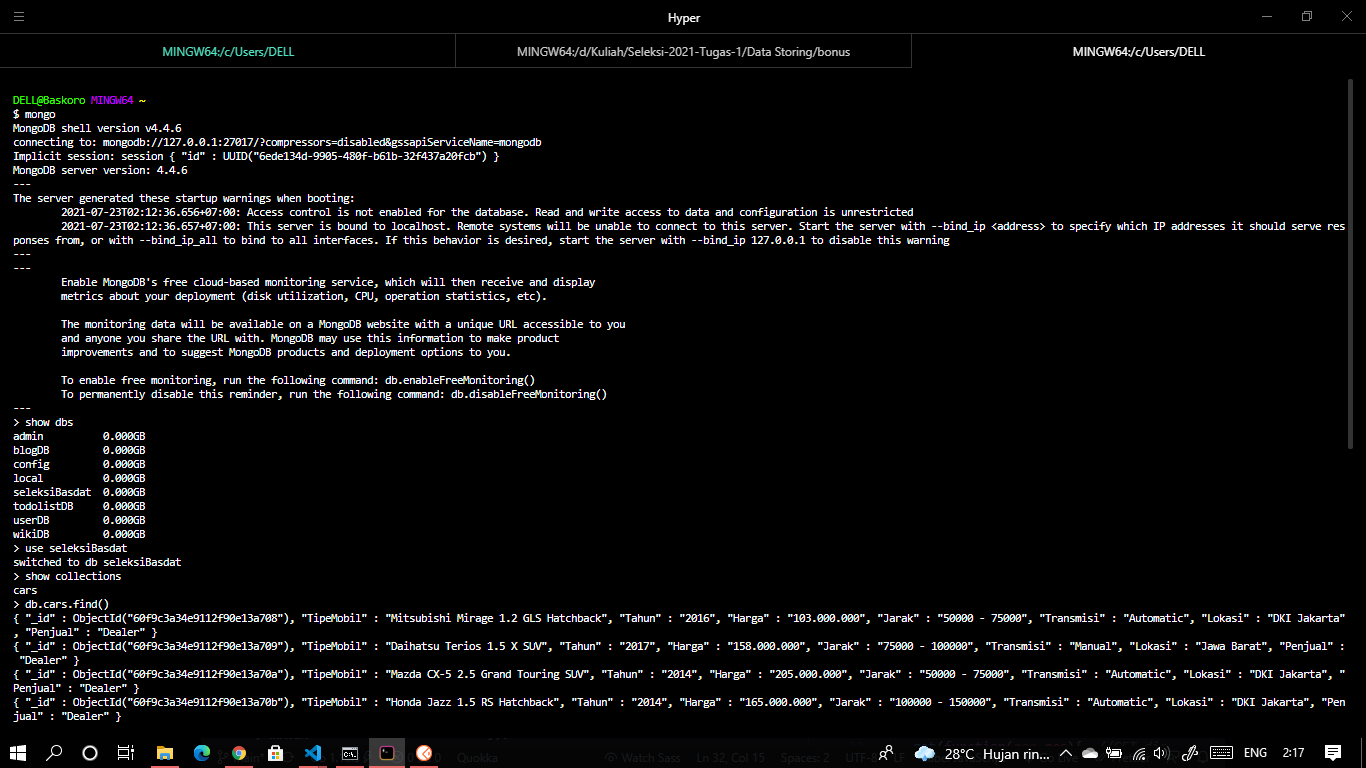 Hyper
MINGW64:/c/Users/DELL
MINGW64:/d/Kuliah/Seleksi-2021-Tugas-1/Data Storing/bonus
MINGW64:/c/Users/DELL
DELL@Baskoro MINGW64 ~
$ mongo
MongoDB shell version v4.4.6
connecting to: mongodb://127.0.0.1:27017/?compressors=disabled&gssapiServiceName=mongodb
Implicit session: session { "id" : UUID("6ede134d-9905-480f-b61b-32f437a20fcb") }
MongoDB server version: 4.4.6
---
The server generated these startup warnings when booting:
2021-07-23T02:12:36.656+07:00: Access control is not enabled for the database. Read and write access to data and configuration is unrestricted
2021-07-23T02:12:36.657+07:00: This server is bound to localhost. Remote systems will be unable to connect to this server. Start the server with --bind_ip <address> to specify which IP addresses it should serve res
ponses from, or with --bind_ip_all to bind to all interfaces. If this behavior is desired, start the server with --bind_ip 127.0.0.1 to disable this warning
---
---
Enable MongoDB's free cloud-based monitoring service, which will then receive and display
metrics about your deployment (disk utilization, CPU, operation statistics, etc).
The monitoring data will be available on a MongoDB website with a unique URL accessible to you
and anyone you share the URL with. MongoDB may use this information to make product
improvements and to suggest MongoDB products and deployment options to you.
To enable free monitoring, run the following command: db.enableFreeMonitoring()
To permanently disable this reminder, run the following command: db.disableFreeMonitoring()
---
> show dbs
admin 0.000GB
blogDB 0.000GB
config 0.000GB
local 0.000GB
seleksiBasdat 0.000GB
todolistDB 0.000GB
userDB 0.000GB
wikiDB 0.000GB
> use seleksiBasdat
switched to db seleksiBasdat
> show collections
cars
> db.cars.find()
{ "_id" : ObjectId("60f9c3a34e9112f90e13a708"), "TipeMobil" : "Mitsubishi Mirage 1.2 GLS Hatchback", "Tahun" : "2016", "Harga" : "103.000.000", "Jarak" : "50000 - 75000", "Transmisi" : "Automatic", "Lokasi" : "DKI Jakarta"
, "Penjual" : "Dealer" }
{ "_id" : ObjectId("60f9c3a34e9112f90e13a709"), "TipeMobil" : "Daihatsu Terios 1.5 X SUV", "Tahun" : "2017", "Harga" : "158.000.000", "Jarak" : "75000 - 100000", "Transmisi" : "Manual", "Lokasi" : "Jawa Barat", "Penjual" :
"Dealer" }
{ "_id" : ObjectId("60f9c3a34e9112f90e13a70a"), "TipeMobil" : "Mazda CX-5 2.5 Grand Touring SUV", "Tahun" : "2014", "Harga" : "205.000.000", "Jarak" : "50000 - 75000", "Transmisi" : "Automatic", "Lokasi" : "DKI Jakarta", "
Penjual" : "Dealer" }
{ "_id" : ObjectId("60f9c3a34e9112f90e13a70b"), "TipeMobil" : "Honda Jazz 1.5 RS Hatchback", "Tahun" : "2014", "Harga" : "165.000.000", "Jarak" : "100000 - 150000", "Transmisi" : "Automatic", "Lokasi" : "DKI Jakarta", "Pen
jual" : "Dealer" }
Quokka
Watch Sass
Ln 32 Col 15
Spaces: 2
28°C Hujan rin...
ENG
2:17